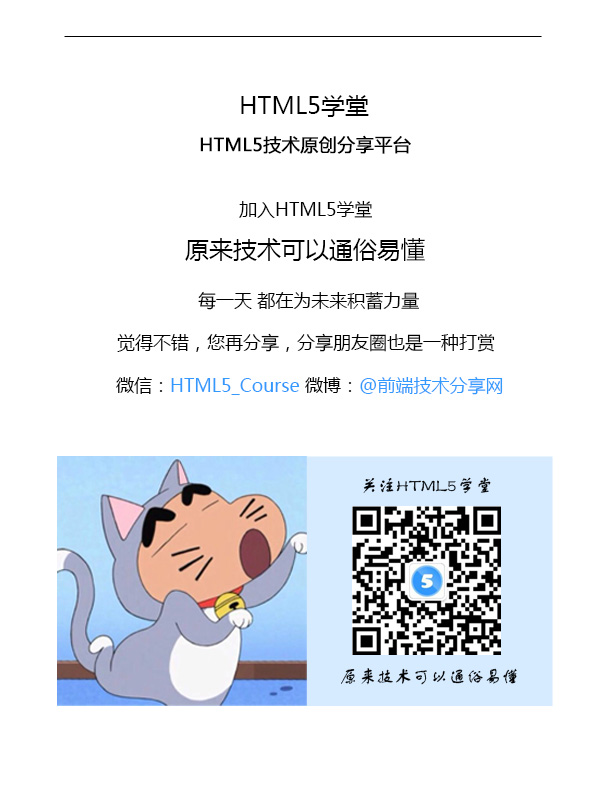 HTML5学堂
HTML5技术原创分享平台
加入HTML5学堂
原来技术可以通俗易懂
每一天 都在为未来积蓄力量
觉得不错，您再分享，分享朋友圈也是一种打赏
微信：HTML5_Course 微博：@前端技术分享网
关注HTML5学堂
5
原来技术可以通俗易懂